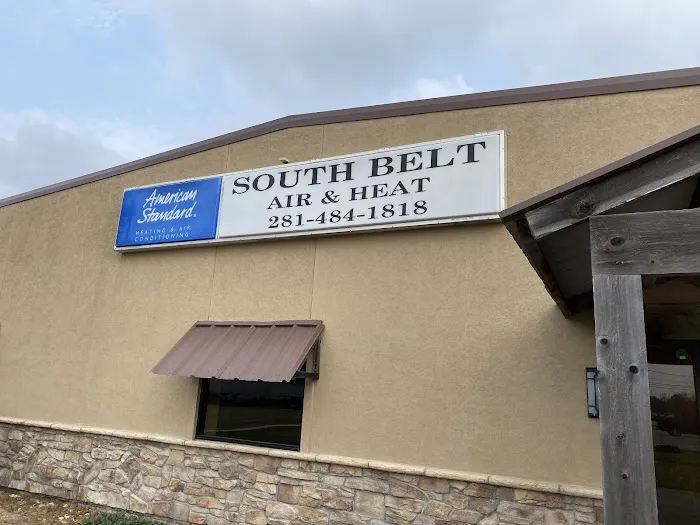 American
Standard®
HEATING & AIR
CONDITIONING
SOUTH BELT
AIR & HEAT
281-484-1818